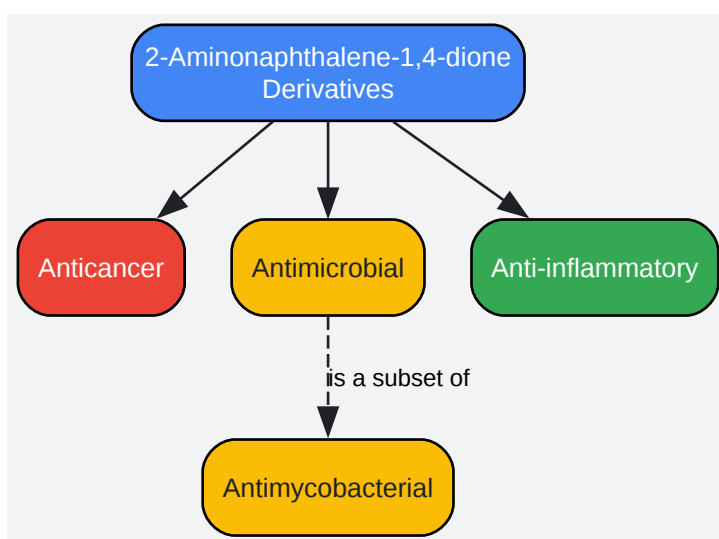 2-Aminonaphthalene-1,4-dione
Derivatives
Anticancer
Antimicrobial
Anti-inflammatory
is a subset of
Antimycobacterial